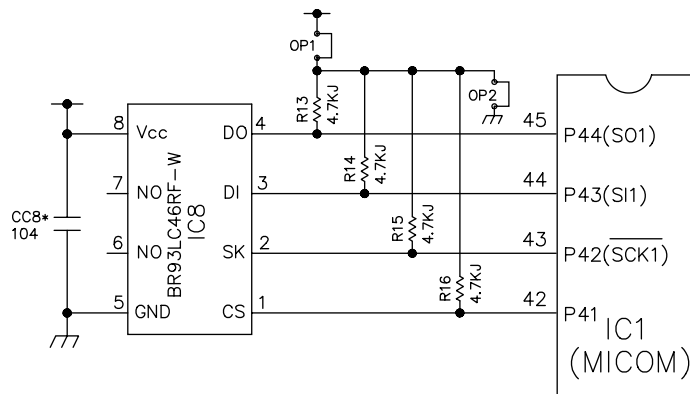 OP1
R13
4.7KJ
OP2
8
Vcc
DO
4
45
P44(SO1)
R14
4.7KJ
7
NO
DI
3
44
P43(SI1)
CC8*
104
BR93LC46RF-W
IC8
R15
4.7KJ
6
NO
SK
2
43
P42(SCK1)
R16
4.7KJ
5
GND
CS
1
42
P41
IC1
(MICOM)